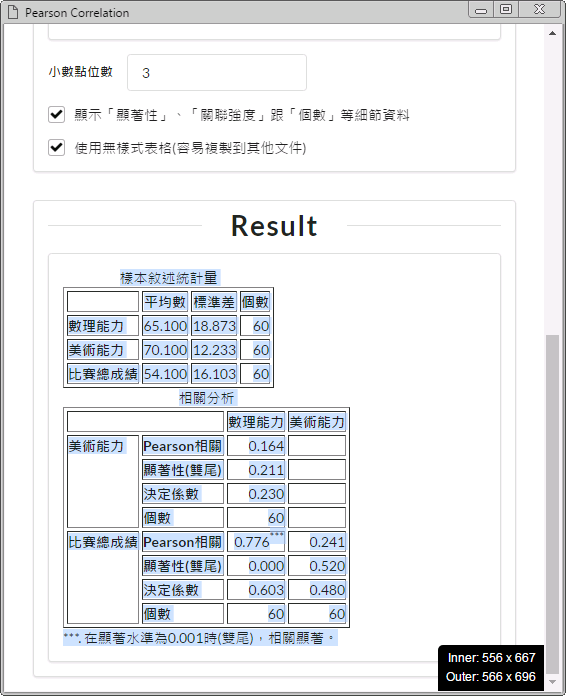 Pearson Correlation
小數點位數 3
顯示「顯著性」、「關聯強度」跟「個數」等細節資料
使用無樣式表格(容易複製到其他文件)
Result
樣本敘述統計量
平均數 標準差 個數
數理能力 65.100 18.873 60
美術能力 70.100 12.233 60
比賽總成績 54.100 16.103 60
相關分析
數理能力 美術能力
美術能力 Pearson相關 0.164
顯著性(雙尾) 0.211
決定係數 0.230
個數 60
比賽總成績 Pearson相關 0.776*** 0.241
顯著性(雙尾) 0.000 0.520
決定係數 0.603 0.480
個數 60 60
***. 在顯著水準為0.001時(雙尾)，相關顯著。
Inner: 556 x 667
Outer: 566 x 696